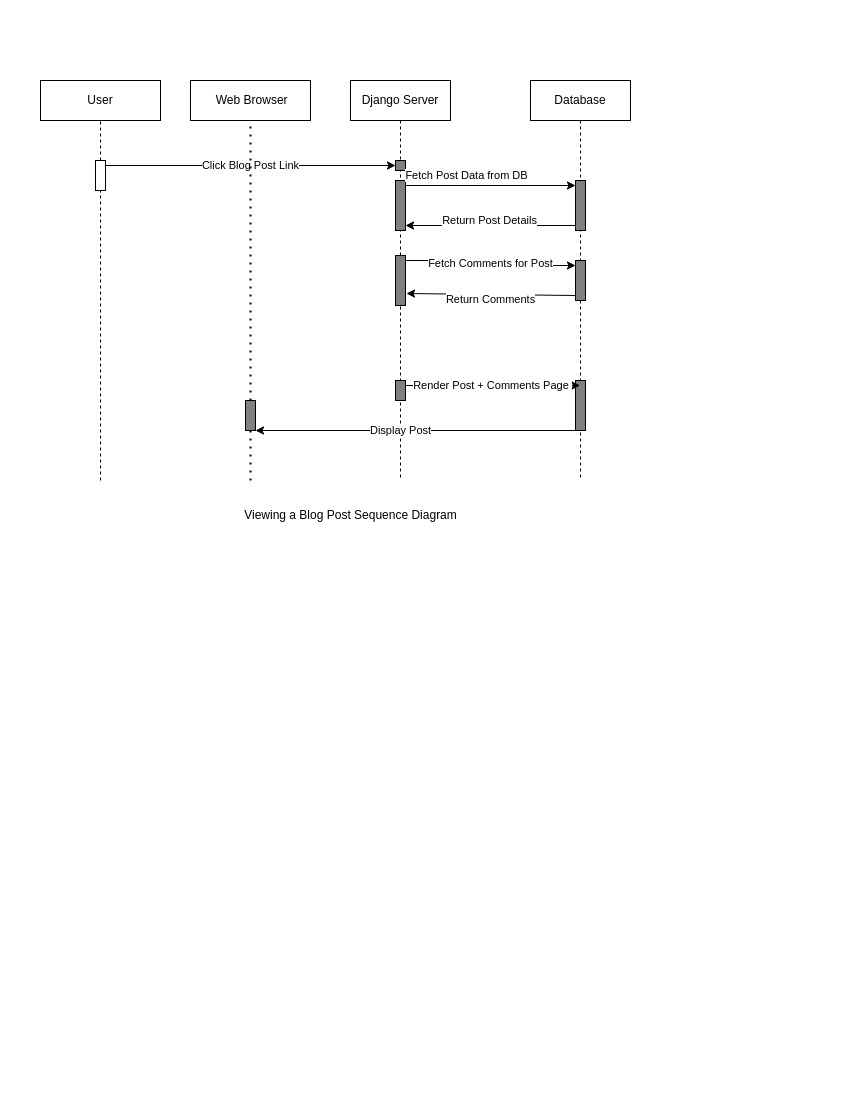 User
Web Browser
Django Server
Database
Click Blog Post Link
Fetch Post Data from DB
Return Post Details
Fetch Comments for Post
Return Comments
Render Post + Comments Page
Display Post
Viewing a Blog Post Sequence Diagram